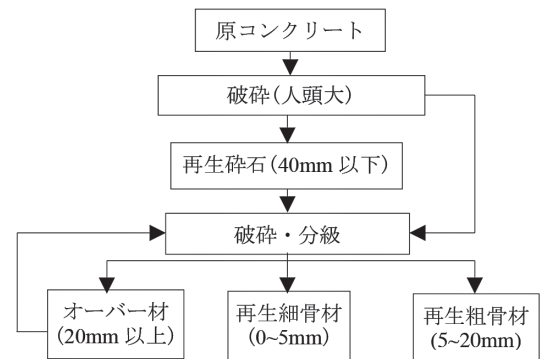 原コンクリート
破砕(人頭大)
再生砕石(40mm 以下)
破砕・分級
オーバー材
(20mm 以上)
再生細骨材
(0~5mm)
再生粗骨材
(5~20mm)